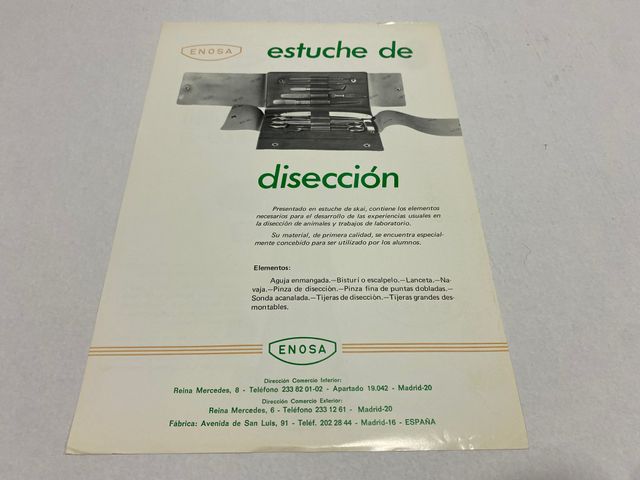 ENOSA
estuche de
disección
Presentado en estuche de skai, contiene los elementos
necesarios para el desarrollo de las experiencias usuales en
la disección de animales y trabajos de laboratorio.
Su material, de primera calidad, se encuentra especial-
mente concebido para ser utilizado por los alumnos.
Elementos:
Aguja enmangada.—Bisturí o escalpelo.—Lanceta.—Na-
vaja.—Pinza de disección.—Pinza fina de puntas dobladas.—
Sonda acanalada.—Tijeras de disección.—Tijeras grandes des-
montables.
ENOSA
Dirección Comercio Interior:
Reina Mercedes, 8 - Teléfono 233 82 01-02 - Apartado 19.042 - Madrid-20
Dirección Comercio Exterior:
Reina Mercedes, 6 - Teléfono 233 12 61 - Madrid-20
Fábrica: Avenida de San Luis, 91 - Teléf. 202 28 44 - Madrid-16 - ESPAÑA